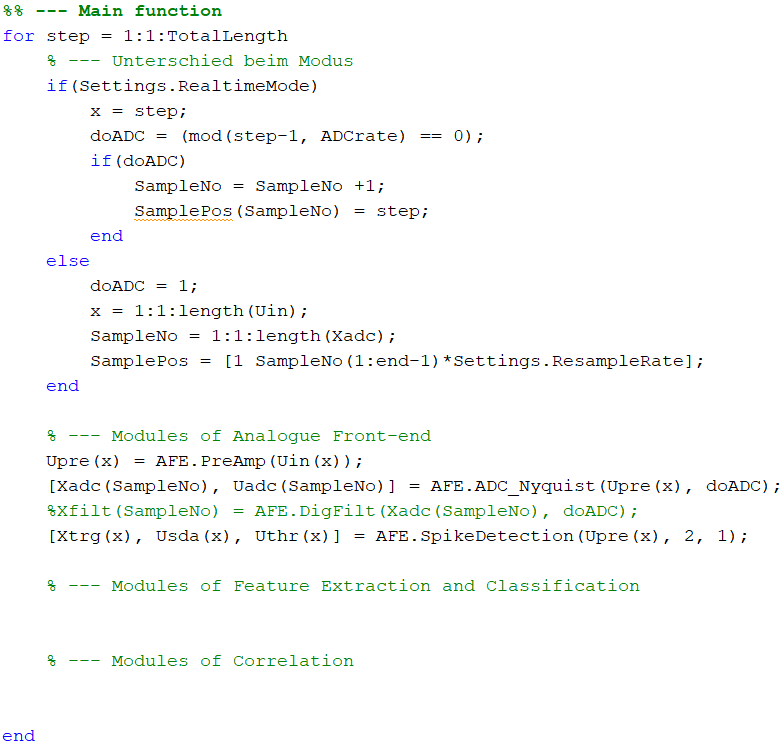 %% --- Main function
for step = 1:1:TotalLength
    % --- Unterschied beim Modus
    if(Settings.RealtimeMode)
        x = step;
        doADC = (mod(step-1, ADCrate) == 0);
        if(doADC)
            SampleNo = SampleNo +1;
            SamplePos(SampleNo) = step;
        end
    else
        doADC = 1;
        x = 1:1:length(Uin);
        SampleNo = 1:1:length(Xadc);
        SamplePos = [1 SampleNo(1:end-1)*Settings.ResampleRate];
    end

    % --- Modules of Analogue Front-end
    Upre(x) = AFE.PreAmp(Uin(x));
    [Xadc(SampleNo), Uadc(SampleNo)] = AFE.ADC_Nyquist(Upre(x), doADC);
    %Xfilt(SampleNo) = AFE.DigFilt(Xadc(SampleNo), doADC);
    [Xtrg(x), Usda(x), Uthr(x)] = AFE.SpikeDetection(Upre(x), 2, 1);

    % --- Modules of Feature Extraction and Classification

    % --- Modules of Correlation

end